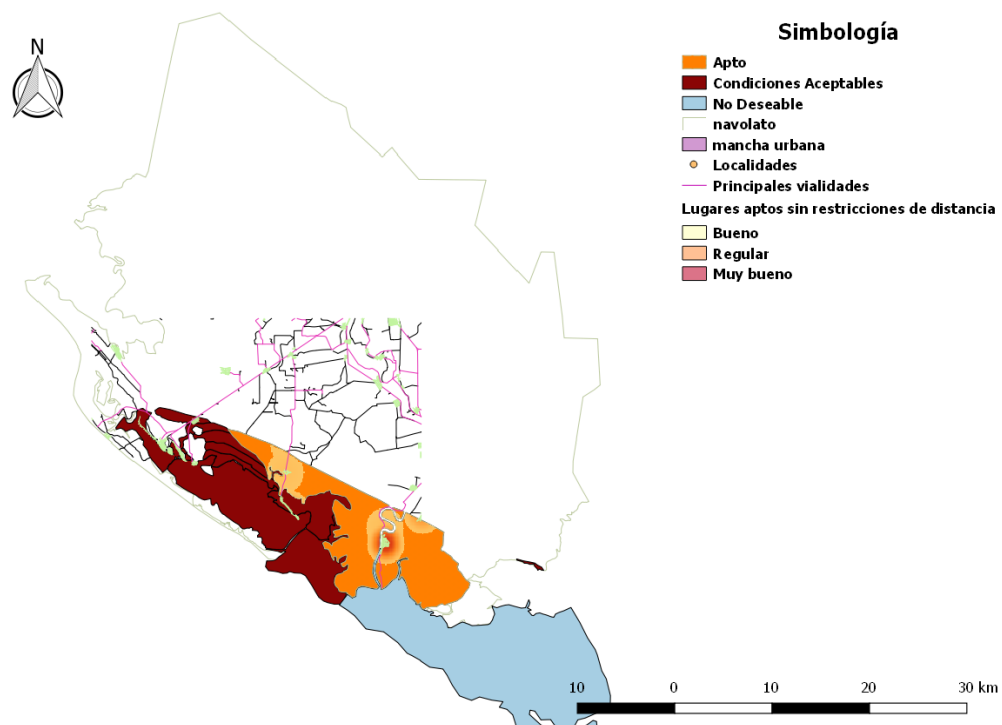 N
Simbología
Apto
Condiciones Aceptables
No Deseable
navolato
mancha urbana
Localidades
Principales vialidades
Lugares aptos sin restricciones de distancia
Bueno
Regular
Muy bueno
10 0 10 20 30 km